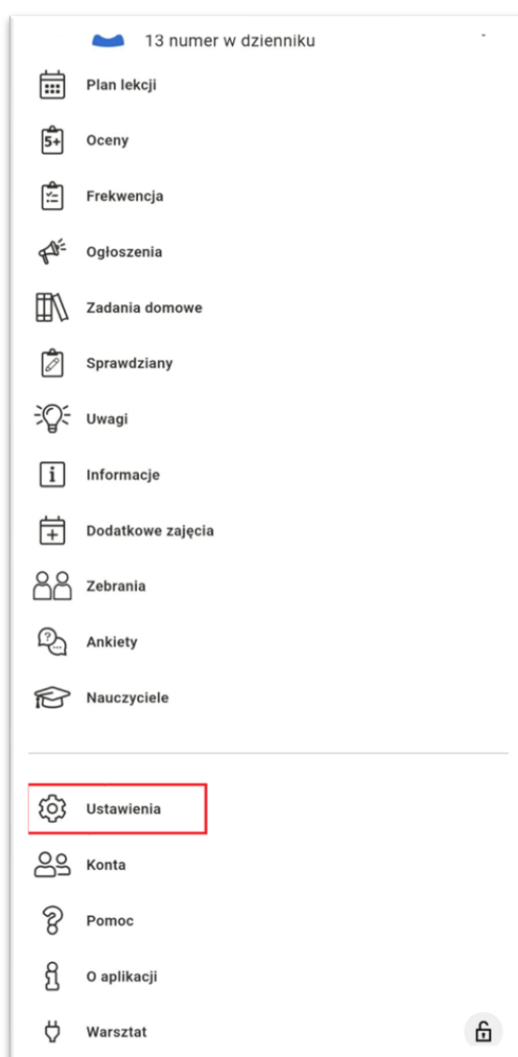 13 numer w dzienniku
Plan lekcji
5+
Oceny
Frekwencja
Ogłoszenia
Zadania domowe
Sprawdziany
Uwagi
i
Informacje
Dodatkowe zajęcia
Zebrania
Ankiety
Nauczyciele
Ustawienia
Konta
Pomoc
O aplikacji
Warsztat